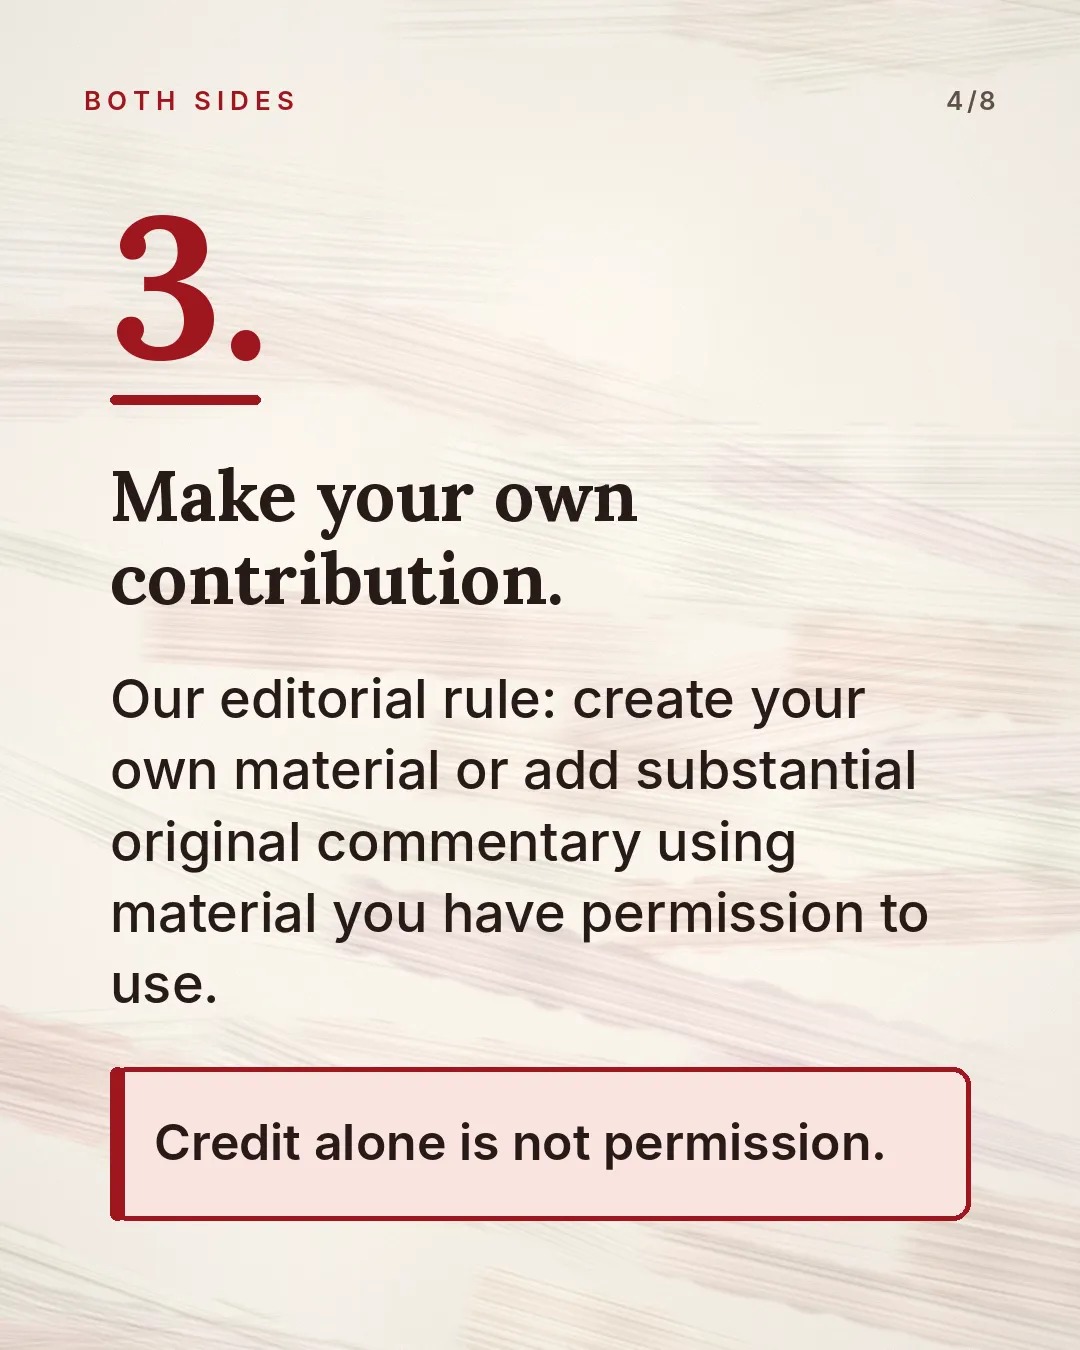 BOTH SIDES
4/8
3.
Make your own
contribution.
Our editorial rule: create your
own material or add substantial
original commentary using
material you have permission to
use.
Credit alone is not permission.